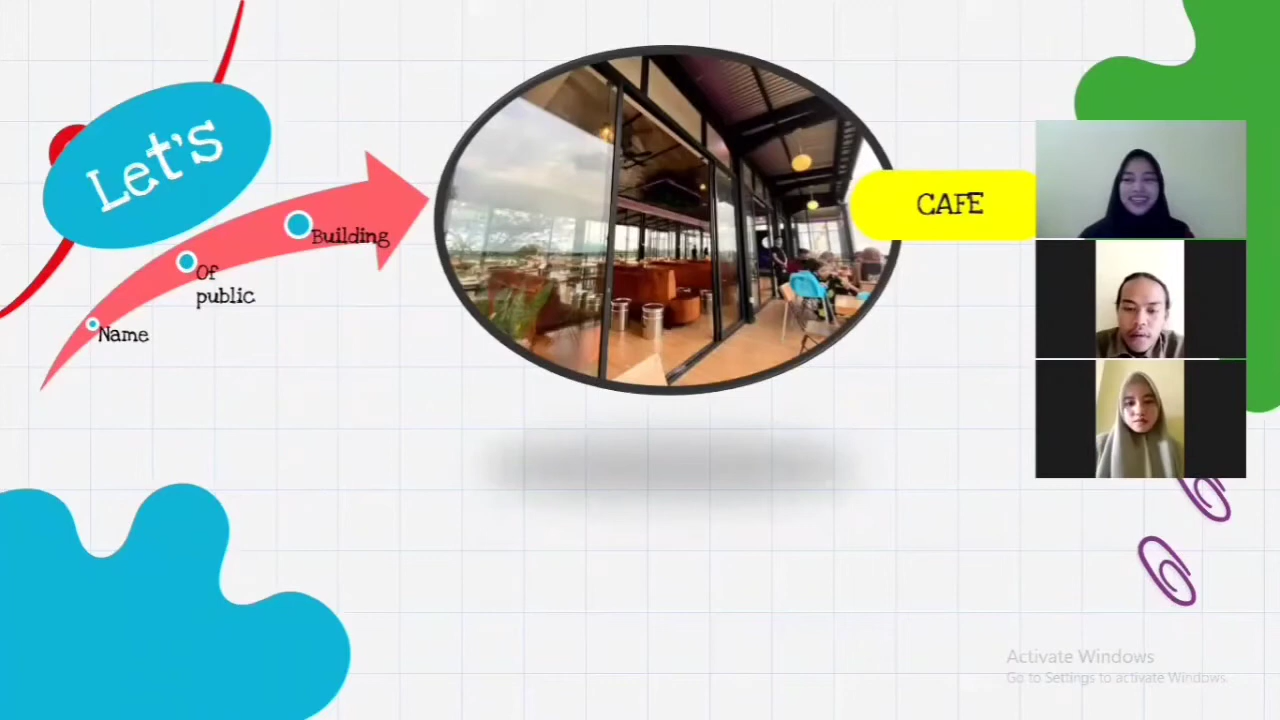 Let's
Name
Of
public
Building
CAFE
Activate Windows
Go to Settings to activate Windows.